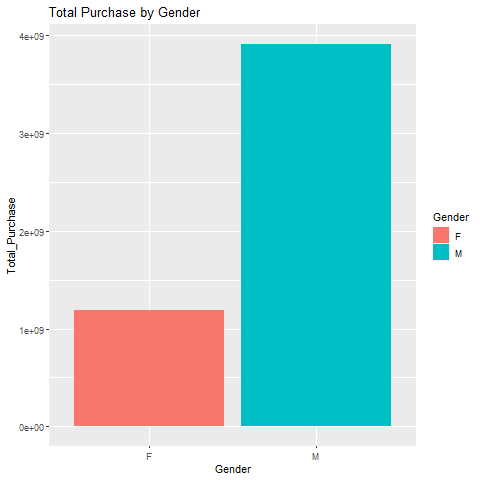 Total Purchase by Gender
4e+09
3e+09
2e+09
1e+09
0e+00
Total_Purchase
F
M
Gender
Gender
F
M